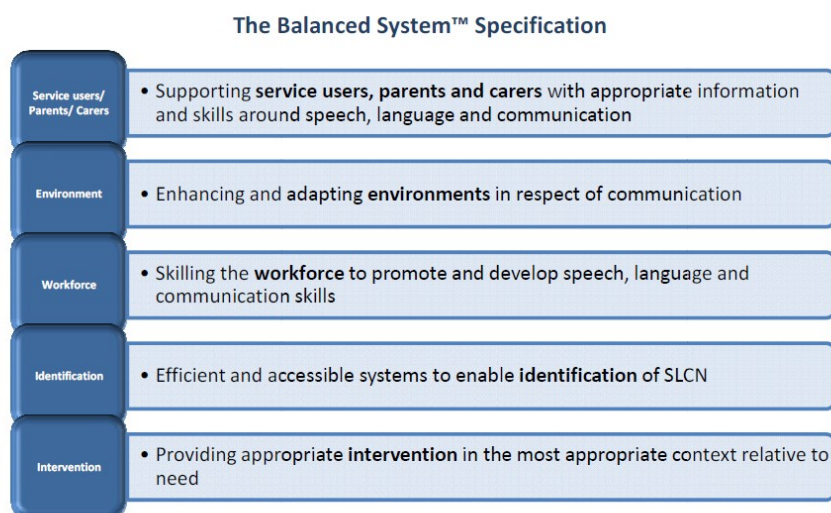 The Balanced System™ Specification
Service users/
Parents/ Carers
• Supporting service users, parents and carers with appropriate information
and skills around speech, language and communication
Environment
• Enhancing and adapting environments in respect of communication
Workforce
• Skilling the workforce to promote and develop speech, language and
communication skills
Identification
• Efficient and accessible systems to enable identification of SLCN
Intervention
• Providing appropriate intervention in the most appropriate context relative to
need